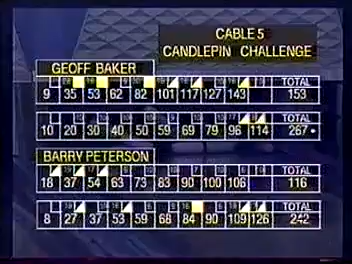 CABLE 5
CANDLEPIN CHALLENGE
GEOFF BAKER
TOTAL
9 35 53 62 82 101 117 127 143 153
TOTAL
10 20 30 40 50 59 69 79 96 114 267
BARRY PETERSON
TOTAL
18 37 54 63 73 83 90 100 106 116
TOTAL
8 27 37 53 59 68 84 90 109 126 242